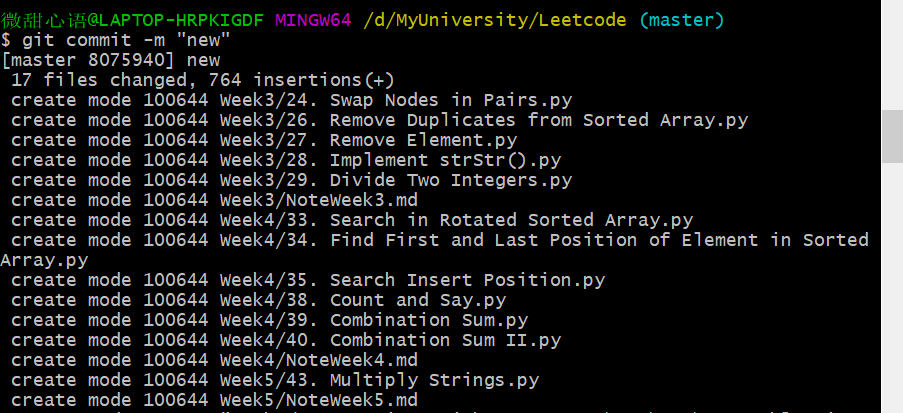 微甜心语@LAPTOP-HRPKIGDF MINGW64 /d/MyUniversity/Leetcode (master)
$ git commit -m "new"
[master 8075940] new
 17 files changed, 764 insertions(+)
 create mode 100644 Week3/24. Swap Nodes in Pairs.py
 create mode 100644 Week3/26. Remove Duplicates from Sorted Array.py
 create mode 100644 Week3/27. Remove Element.py
 create mode 100644 Week3/28. Implement strStr().py
 create mode 100644 Week3/29. Divide Two Integers.py
 create mode 100644 Week3/NoteWeek3.md
 create mode 100644 Week4/33. Search in Rotated Sorted Array.py
 create mode 100644 Week4/34. Find First and Last Position of Element in Sorted
Array.py
 create mode 100644 Week4/35. Search Insert Position.py
 create mode 100644 Week4/38. Count and Say.py
 create mode 100644 Week4/39. Combination Sum.py
 create mode 100644 Week4/40. Combination Sum II.py
 create mode 100644 Week4/NoteWeek4.md
 create mode 100644 Week5/43. Multiply Strings.py
 create mode 100644 Week5/NoteWeek5.md